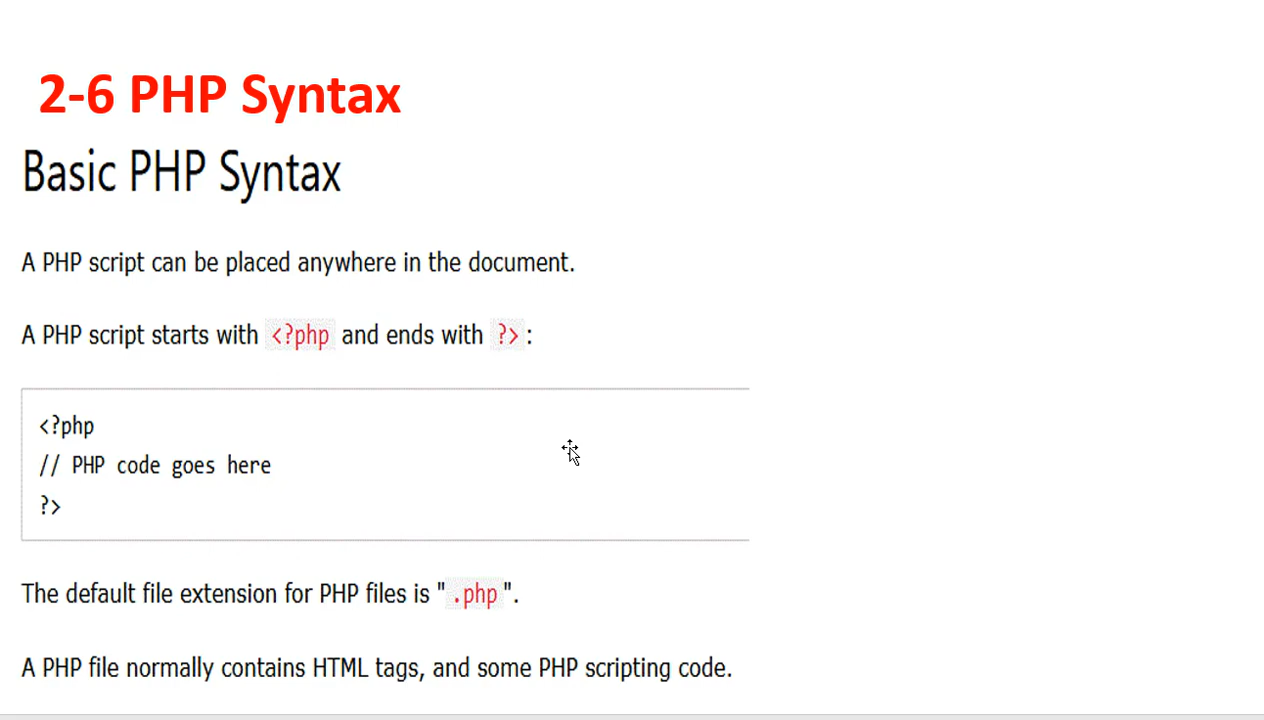 2-6 PHP Syntax
Basic PHP Syntax
A PHP script can be placed anywhere in the document.
A PHP script starts with <?php and ends with ?>:
<?php
// PHP code goes here
?>
The default file extension for PHP files is ".php".
A PHP file normally contains HTML tags, and some PHP scripting code.